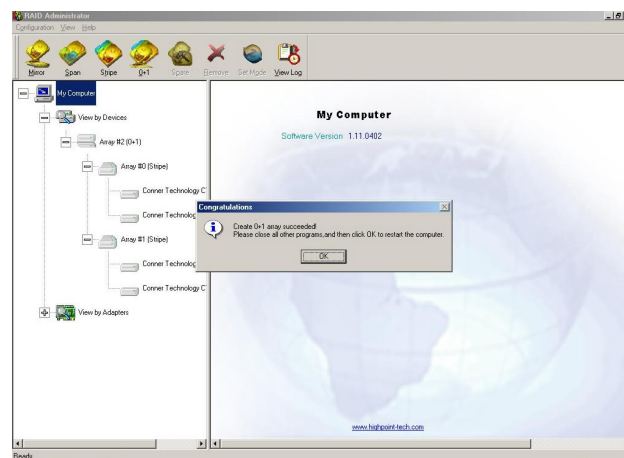 RAID Administrator
Configuration View Help
Mirror Span Stripe 0+1 Spare Remove Set Mode View Log
My Computer
View by Devices
Array #2 (0+1)
Array #0 (Stripe)
Conner Technology C
Conner Technolog
Array #1 (Stripe)
Conner Technolog
Conner Technology C
View by Adapters
My Computer
Software Version 1.11.0402
Congratulations
Create 0+1 array succeeded!
Please close all other programs,and then click OK to restart the computer.
OK
www.highpoint-tech.com
Ready